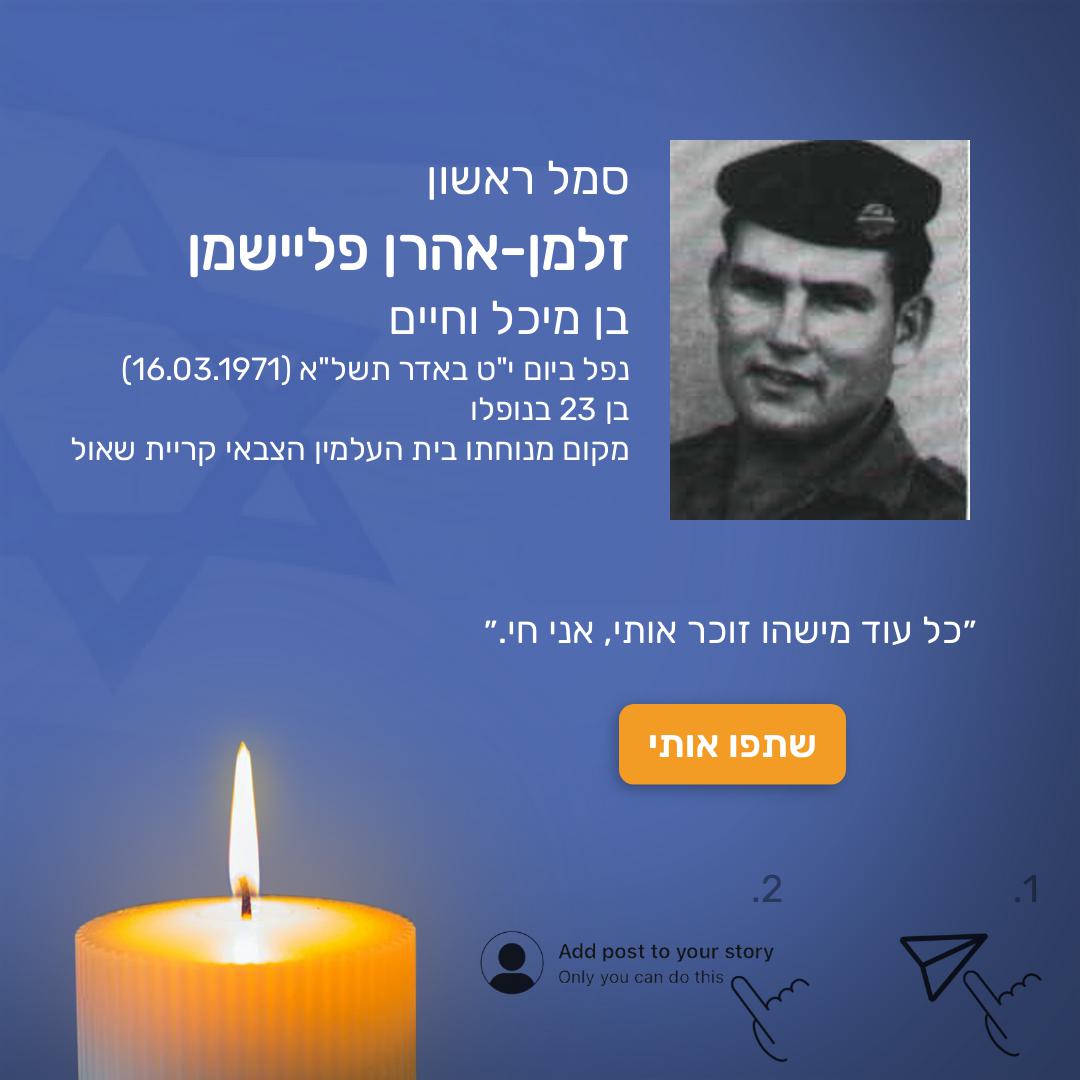 סמל ראשון
זלמן-אהרן פליישמן
בן מיכל וחיים
נפל ביום י"ט באדר תשל"א (16.03.1971)
בן 23 בנופלו
מקום מנוחתו בית העלמין הצבאי קריית שאול
״כל עוד מישהו זוכר אותי, אני חי.״
שתפו אותי
1.
2.
Add post to your story
Only you can do this